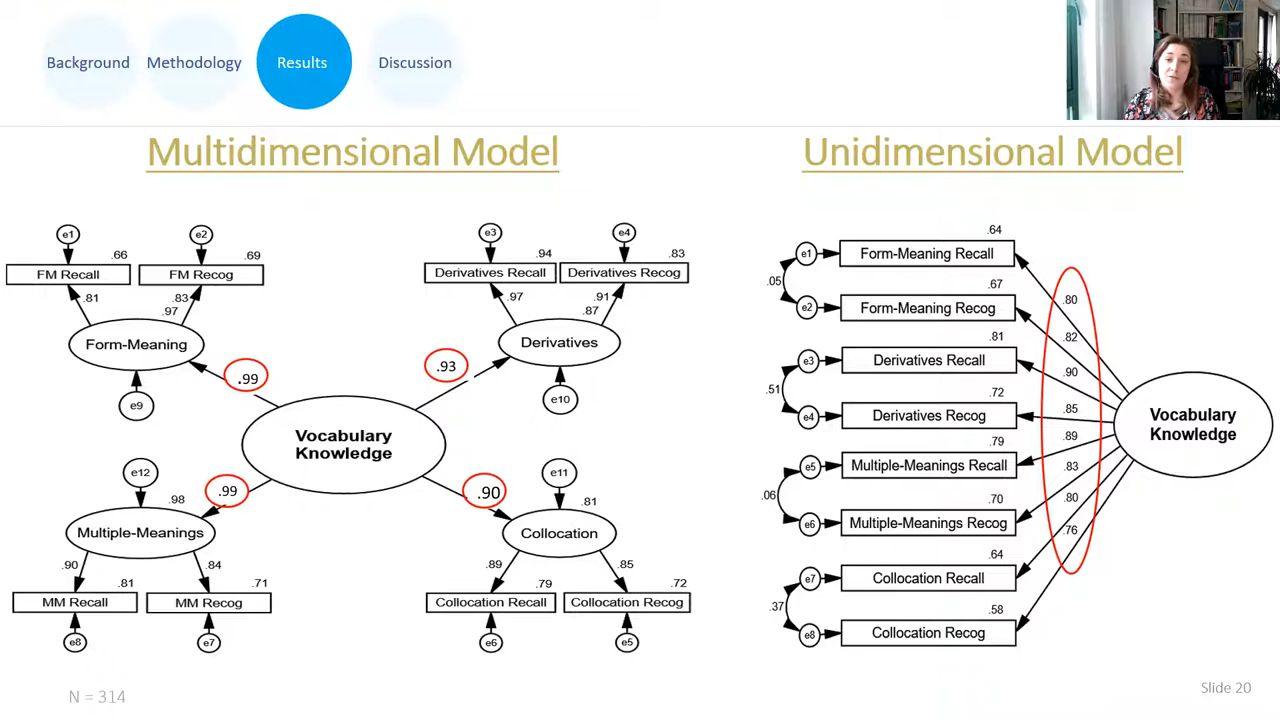 Background Methodology Results Discussion
Multidimensional Model
e1
e2
.66
.69
FM Recall
FM Recog
.81
.83
.97
Form-Meaning
.99
e9
e3
e4
.94
.83
Derivatives Recall
Derivatives Recog
.97
.91
.87
Derivatives
.93
e10
Vocabulary
Knowledge
e12
.98
.99
Multiple-Meanings
.90
.84
.81
.71
MM Recall
MM Recog
e8
e7
.90
e11
.81
Collocation
.89
.85
.79
.72
Collocation Recall
Collocation Recog
e6
e5
N = 314
Unidimensional Model
.64
e1
Form-Meaning Recall
.05
.67
e2
Form-Meaning Recog
.81
e3
Derivatives Recall
.51
.72
e4
Derivatives Recog
.79
e5
Multiple-Meanings Recall
.06
.70
e6
Multiple-Meanings Recog
.64
e7
Collocation Recall
.37
.58
e8
Collocation Recog
.80
.82
.90
.85
.89
.83
.80
.76
Vocabulary
Knowledge
Slide 20